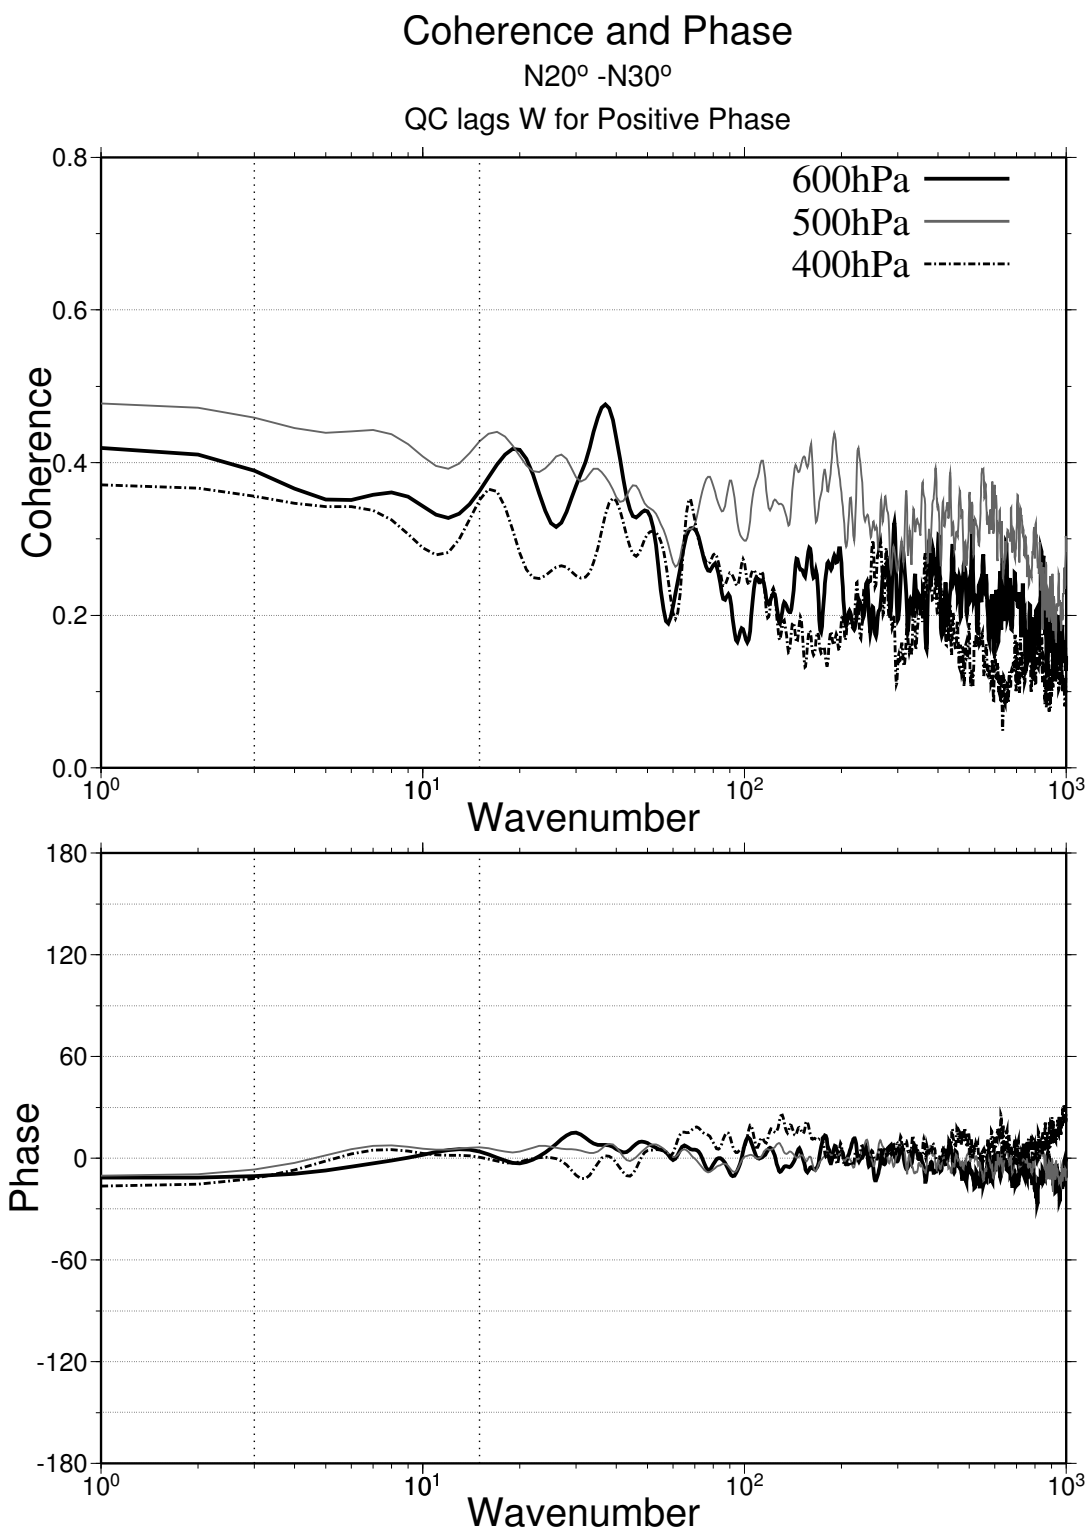 Coherence and Phase
N20º -N30º
QC lags W for Positive Phase
0.8
0.6
0.4
0.2
0.0
Coherence
600hPa
500hPa
400hPa
10⁰ 10¹ 10² 10³
Wavenumber
180
120
60
0
-60
-120
-180
Phase
10⁰ 10¹ 10² 10³
Wavenumber